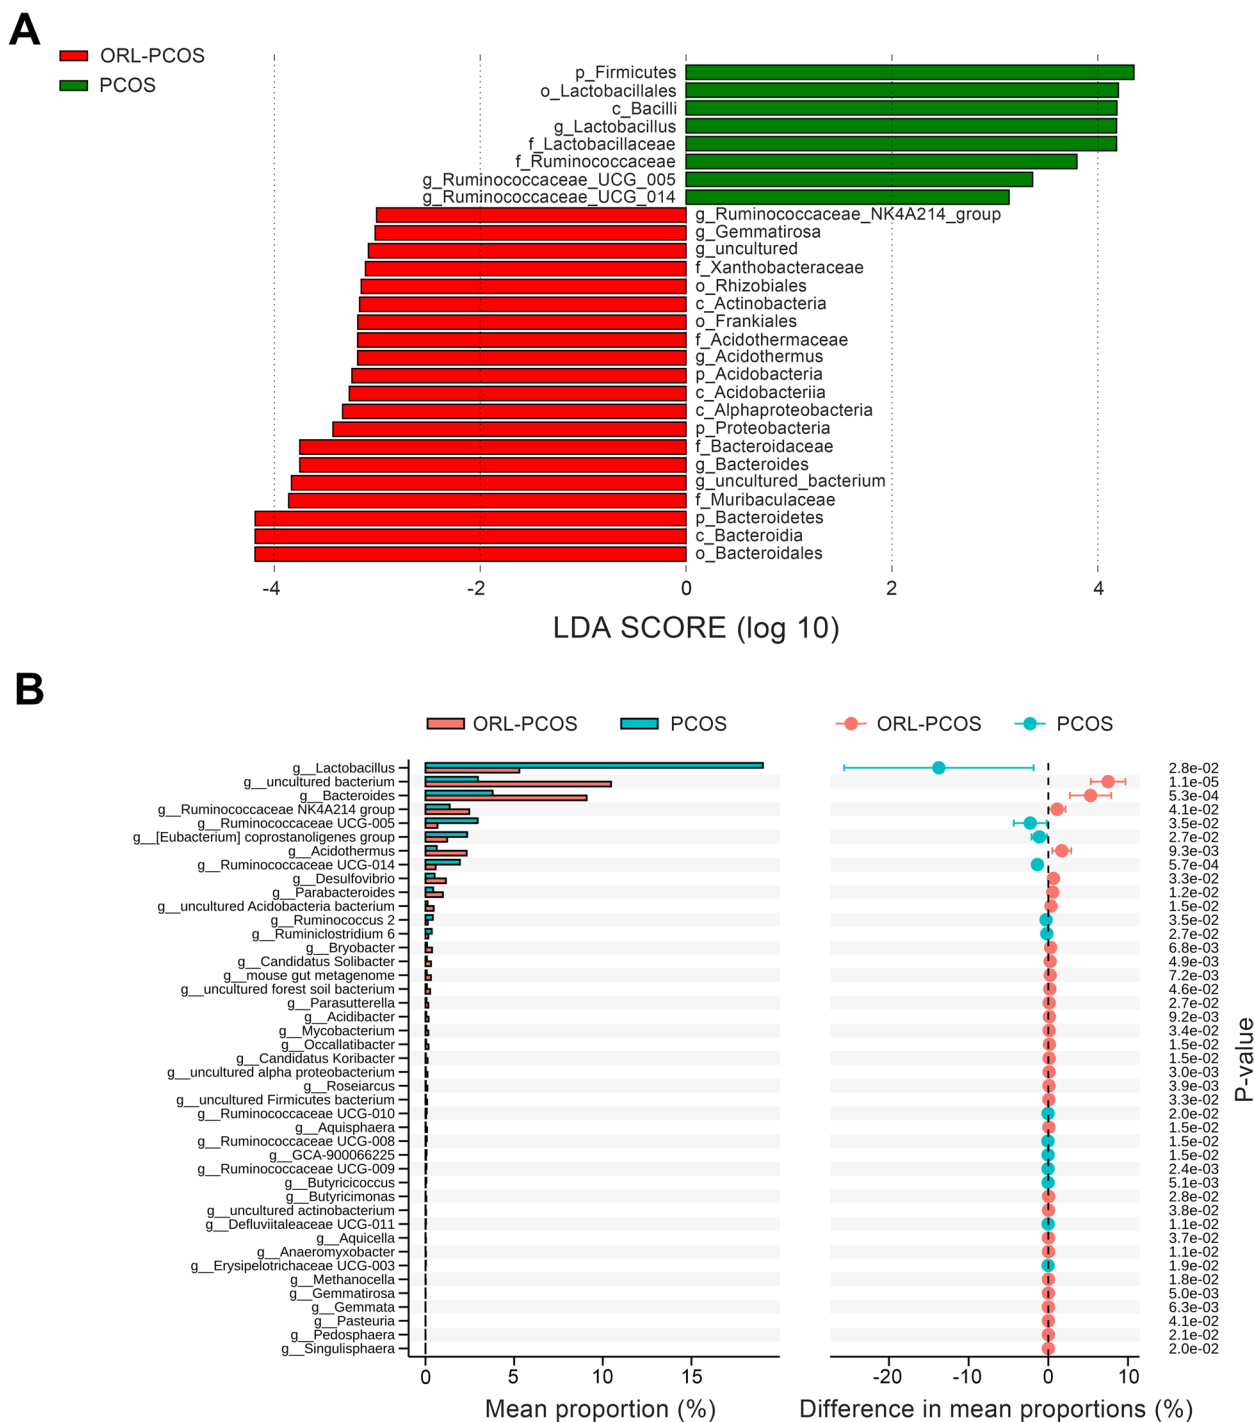 A
ORL-PCOS
PCOS
p_Firmicutes
o_Lactobacillales
c_Bacilli
g_Lactobacillus
f_Lactobacillaceae
f_Ruminococcaceae
g_Ruminococcaceae_UCG_005
g_Ruminococcaceae_UCG_014
g_Ruminococcaceae_NK4A214_group
g_Gemmatirosa
g_uncultured
f_Xanthobacteraceae
o_Rhizobiales
c_Actinobacteria
o_Frankiales
f_Acidothermaceae
g_Acidothermus
p_Acidobacteria
c_Acidobacteriia
c_Alphaproteobacteria
p_Proteobacteria
f_Bacteroidaceae
g_Bacteroides
g_uncultured_bacterium
f_Muribaculaceae
p_Bacteroidetes
c_Bacteroidia
o_Bacteroidales
-4 -2 0 2 4
LDA SCORE (log 10)
B
ORL-PCOS PCOS ORL-PCOS PCOS
g__Lactobacillus 2.8e-02
g__uncultured bacterium 1.1e-05
g__Bacteroides 5.3e-04
g__Ruminococcaceae NK4A214 group 4.1e-02
g__Ruminococcaceae UCG-005 3.5e-02
g__[Eubacterium] coprostanoligenes group 2.7e-02
g__Acidothermus 9.3e-03
g__Ruminococcaceae UCG-014 5.7e-04
g__Desulfovibrio 3.3e-02
g__Parabacteroides 1.2e-02
g__uncultured Acidobacteria bacterium 1.5e-02
g__Ruminococcus 2 3.5e-02
g__Ruminiclostridium 6 2.7e-02
g__Bryobacter 6.8e-03
g__Candidatus Solibacter 4.9e-03
g__mouse gut metagenome 7.2e-03
g__uncultured forest soil bacterium 4.6e-02
g__Parasutterella 2.7e-02
g__Acidibacter 9.2e-03
g__Mycobacterium 3.4e-02
g__Occallatibacter 1.5e-02
g__Candidatus Koribacter 1.5e-02
g__uncultured alpha proteobacterium 3.0e-03
g__Roseiarcus 3.9e-03
g__uncultured Firmicutes bacterium 3.3e-02
g__Ruminococcaceae UCG-010 2.0e-02
g__Aquisphaera 1.5e-02
g__Ruminococcaceae UCG-008 1.5e-02
g__GCA-900066225 1.5e-02
g__Ruminococcaceae UCG-009 2.4e-03
g__Butyricicoccus 5.1e-03
g__Butyricimonas 2.8e-02
g__uncultured actinobacterium 3.8e-02
g__Defluviitaleaceae UCG-011 1.1e-02
g__Aquicella 3.7e-02
g__Anaeromyxobacter 1.1e-02
g__Erysipelotrichaceae UCG-003 1.9e-02
g__Methanocella 1.8e-02
g__Gemmatirosa 5.0e-03
g__Gemmata 6.3e-03
g__Pasteuria 4.1e-02
g__Pedosphaera 2.1e-02
g__Singulisphaera 2.0e-02
P-value
0 5 10 15 -20 -10 0 10
Mean proportion (%) Difference in mean proportions (%)